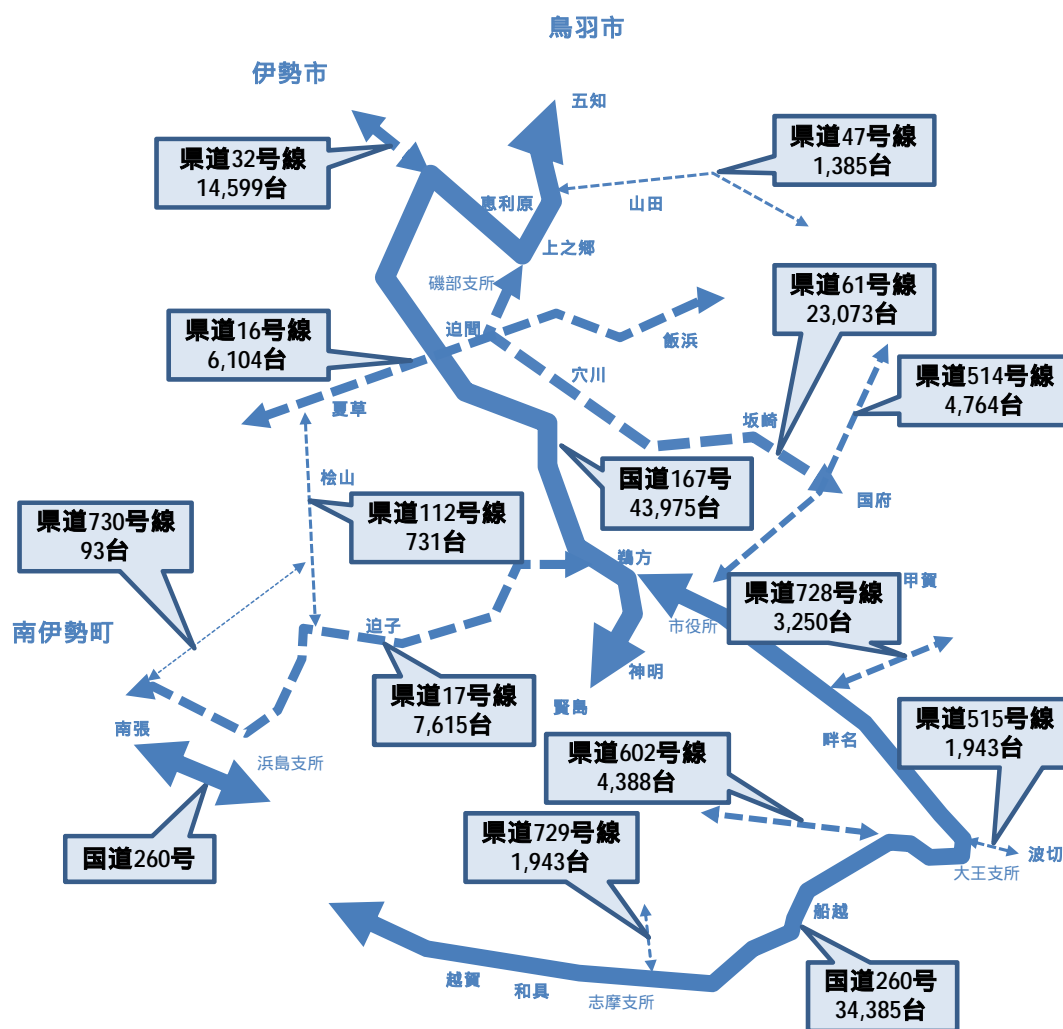 鳥羽市
伊勢市
五知
県道32号線
14,599台
県道47号線
1,385台
恵利原
山田
上之郷
磯部支所
県道61号線
23,073台
県道16号線
6,104台
迫間
飯浜
穴川
県道514号線
4,764台
夏草
坂崎
桧山
国道167号
43,975台
国府
県道730号線
93台
県道112号線
731台
鵜方
甲賀
県道728号線
3,250台
南伊勢町
迫子
市役所
神明
県道17号線
7,615台
賢島
南張
畔名
県道515号線
1,943台
浜島支所
県道602号線
4,388台
県道729号線
1,943台
国道260号
波切
大王支所
船越
越賀
和具
志摩支所
国道260号
34,385台